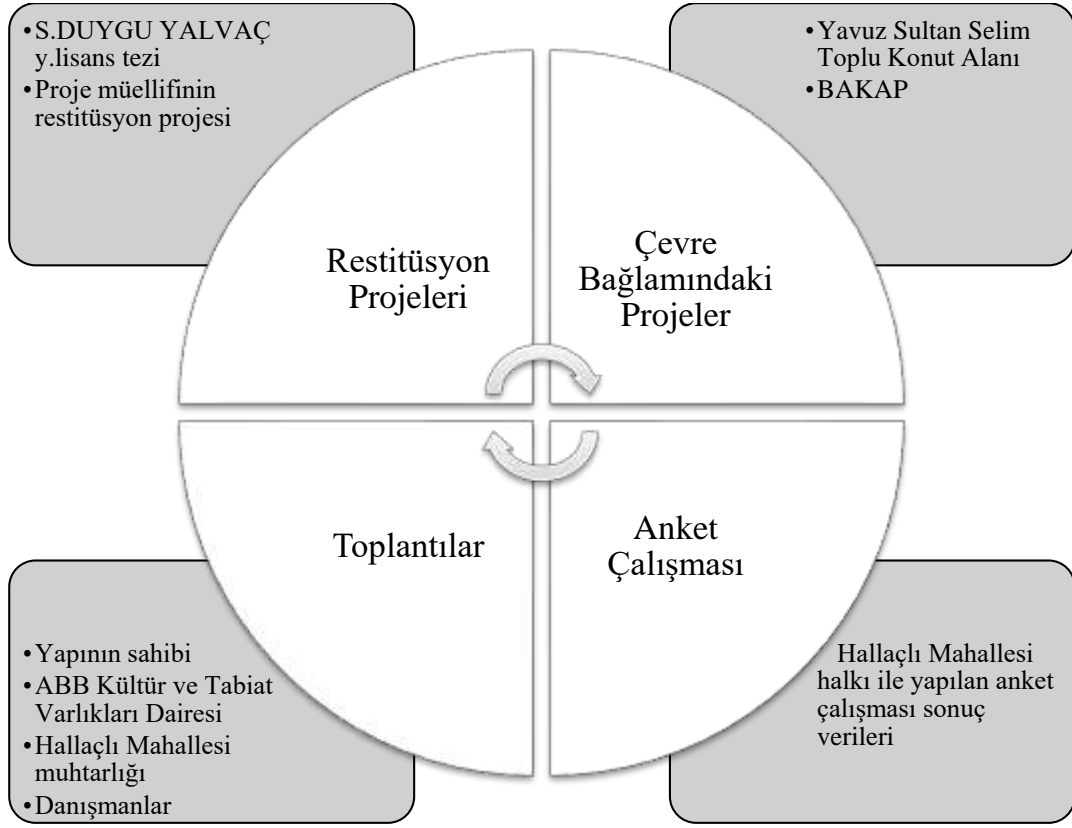 •S.DUYGU YALVAÇ
y.lisans tezi
•Proje müellifinin
restitüsyon projesi
•Yavuz Sultan Selim
Toplu Konut Alanı
•BAKAP
Restitüsyon
Projeleri
Çevre
Bağlamındaki
Projeler
Toplantılar
Anket
Çalışması
•Yapının sahibi
•ABB Kültür ve Tabiat
Varlıkları Dairesi
•Hallaçlı Mahallesi
muhtarlığı
•Danışmanlar
Hallaçlı Mahallesi
halkı ile yapılan anket
çalışması sonuç
verileri